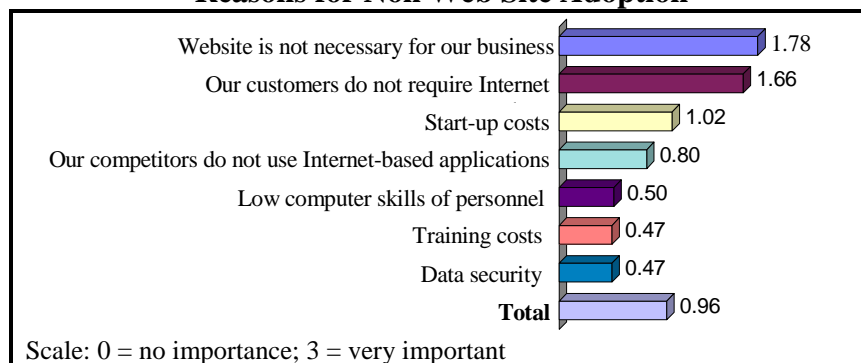 Reasons for Non-Web Site Adoption
Website is not necessary for our business 1.78
Our customers do not require Internet 1.66
Start-up costs 1.02
Our competitors do not use Internet-based applications 0.80
Low computer skills of personnel 0.50
Training costs 0.47
Data security 0.47
Total 0.96
Scale: 0 = no importance; 3 = very important